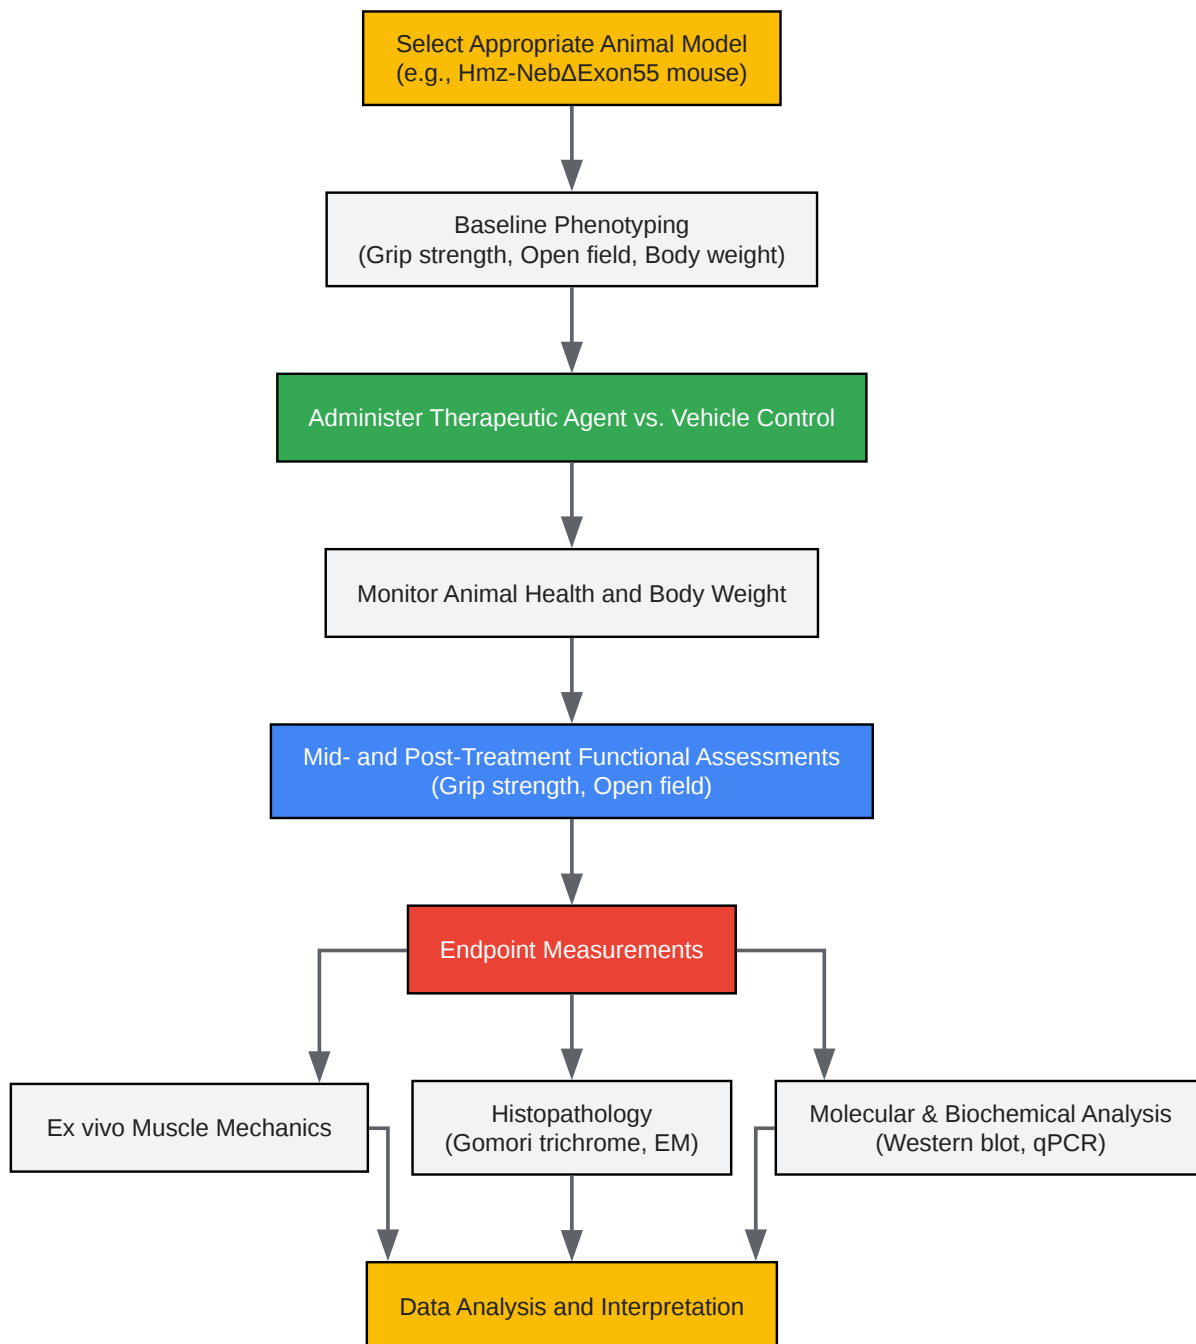 Select Appropriate Animal Model
(e.g., Hmz-NebΔExon55 mouse)
Baseline Phenotyping
(Grip strength, Open field, Body weight)
Administer Therapeutic Agent vs. Vehicle Control
Monitor Animal Health and Body Weight
Mid- and Post-Treatment Functional Assessments
(Grip strength, Open field)
Endpoint Measurements
Ex vivo Muscle Mechanics
Histopathology
(Gomori trichrome, EM)
Molecular & Biochemical Analysis
(Western blot, qPCR)
Data Analysis and Interpretation